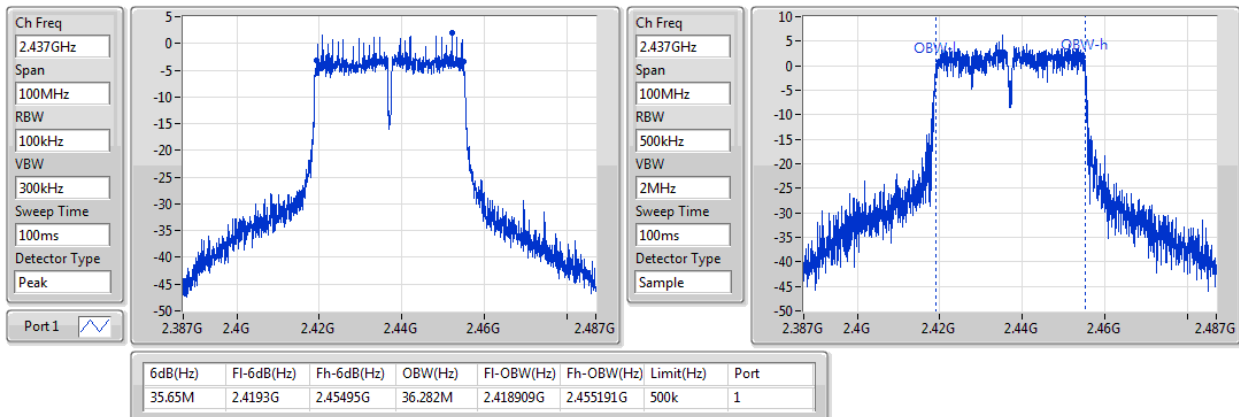 Ch Freq
2.437GHz
Span
100MHz
RBW
100kHz
VBW
300kHz
Sweep Time
100ms
Detector Type
Peak
Port 1
5
0
-5
-10
-15
-20
-25
-30
-35
-40
-45
-50
2.387G 2.4G 2.42G 2.44G 2.46G 2.487G
Ch Freq
2.437GHz
Span
100MHz
RBW
500kHz
VBW
2MHz
Sweep Time
100ms
Detector Type
Sample
10
5
0
-5
-10
-15
-20
-25
-30
-35
-40
-45
-50
OBW-l OBW-h
2.387G 2.4G 2.42G 2.44G 2.46G 2.487G
6dB(Hz) Fl-6dB(Hz) Fh-6dB(Hz) OBW(Hz) Fl-OBW(Hz) Fh-OBW(Hz) Limit(Hz) Port
35.65M 2.4193G 2.45495G 36.282M 2.418909G 2.455191G 500k 1